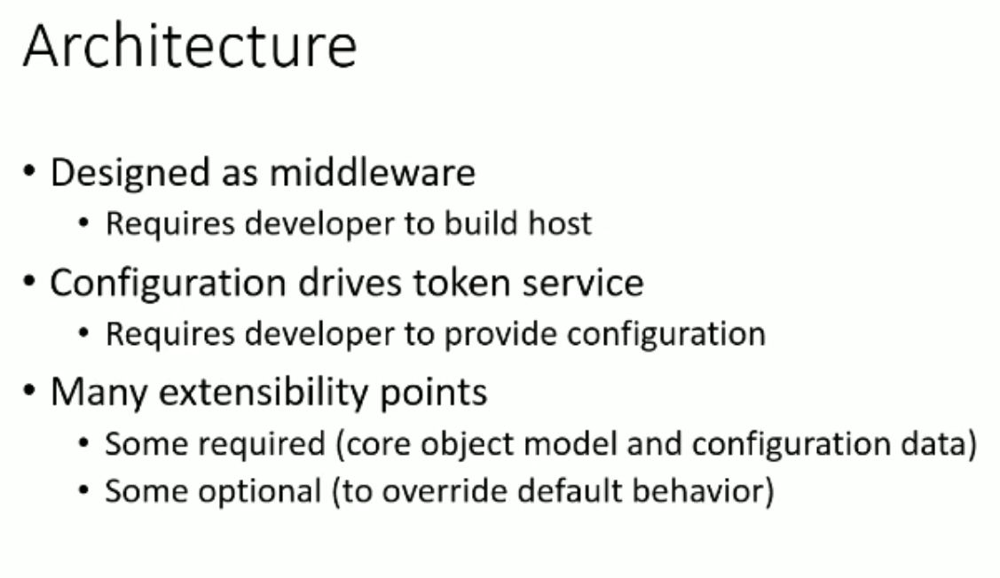 Architecture
• Designed as middleware
• Requires developer to build host
• Configuration drives token service
• Requires developer to provide configuration
• Many extensibility points
• Some required (core object model and configuration data)
• Some optional (to override default behavior)